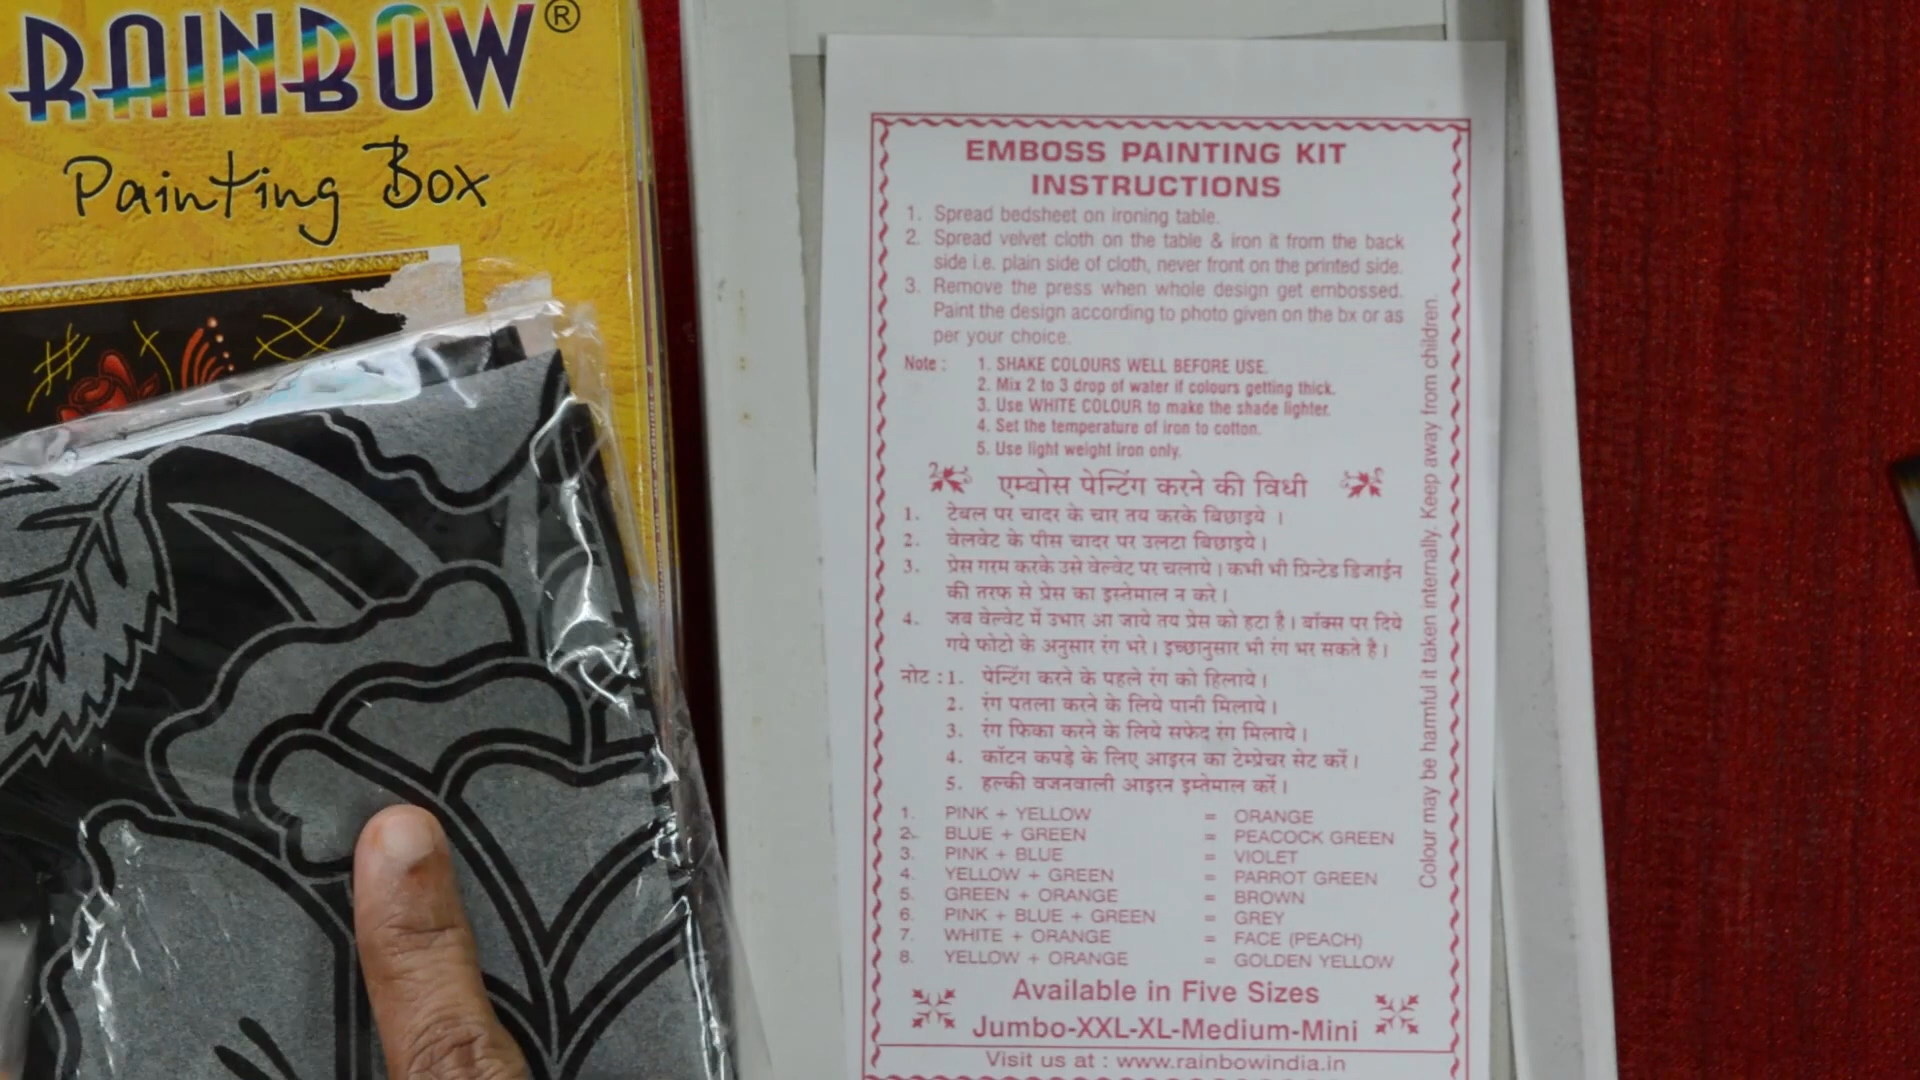 RAINBOW®
Painting Box
EMBOSS PAINTING KIT
INSTRUCTIONS
1. Spread bedsheet on ironing table.
2. Spread velvet cloth on the table & iron it from the back
side i.e. plain side of cloth, never front on the printed side.
3. Remove the press when whole design get embossed.
Paint the design according to photo given on the bx or as
per your choice.
Note : 1. SHAKE COLOURS WELL BEFORE USE.
2. Mix 2 to 3 drop of water if colours getting thick.
3. Use WHITE COLOUR to make the shade lighter.
4. Set the temperature of iron to cotton.
5. Use light weight iron only.
एम्बोस पेन्टिंग करने की विधी
1. टेबल पर चादर के चार तय करके बिछाइये ।
2. वेलवेट के पीस चादर पर उलटा बिछाइये।
3. प्रेस गरम करके उसे वेल्वेट पर चलाये। कभी भी प्रिन्टेड डिजाईन
की तरफ से प्रेस का इस्तेमाल न करे।
4. जब वेल्वेट में उभार आ जाये तय प्रेस को हटा है। बॉक्स पर दिये
गये फोटो के अनुसार रंग भरे। इच्छानुसार भी रंग भर सकते है।
नोट : 1. पेन्टिंग करने के पहले रंग को हिलाये।
2. रंग पतला करने के लिये पानी मिलाये।
3. रंग फिका करने के लिये सफेद रंग मिलाये।
4. कॉटन कपड़े के लिए आइरन का टेम्प्रेचर सेट करें।
5. हल्की वजनवाली आइरन इस्तेमाल करें।
1. PINK + YELLOW = ORANGE
2. BLUE + GREEN = PEACOCK GREEN
3. PINK + BLUE = VIOLET
4. YELLOW + GREEN = PARROT GREEN
5. GREEN + ORANGE = BROWN
6. PINK + BLUE + GREEN = GREY
7. WHITE + ORANGE = FACE (PEACH)
8. YELLOW + ORANGE = GOLDEN YELLOW
Available in Five Sizes
Jumbo-XXL-XL-Medium-Mini
Visit us at : www.rainbowindia.in
Colour may be harmful it taken internally. Keep away from children.